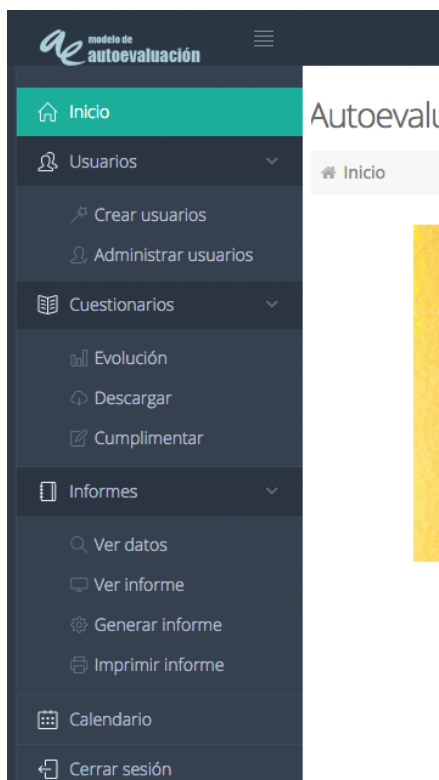 ae modelo de
autoevaluación
Inicio
Usuarios
Crear usuarios
Administrar usuarios
Cuestionarios
Evolución
Descargar
Cumplimentar
Informes
Ver datos
Ver informe
Generar informe
Imprimir informe
Calendario
Cerrar sesión
Autoevalu
Inicio